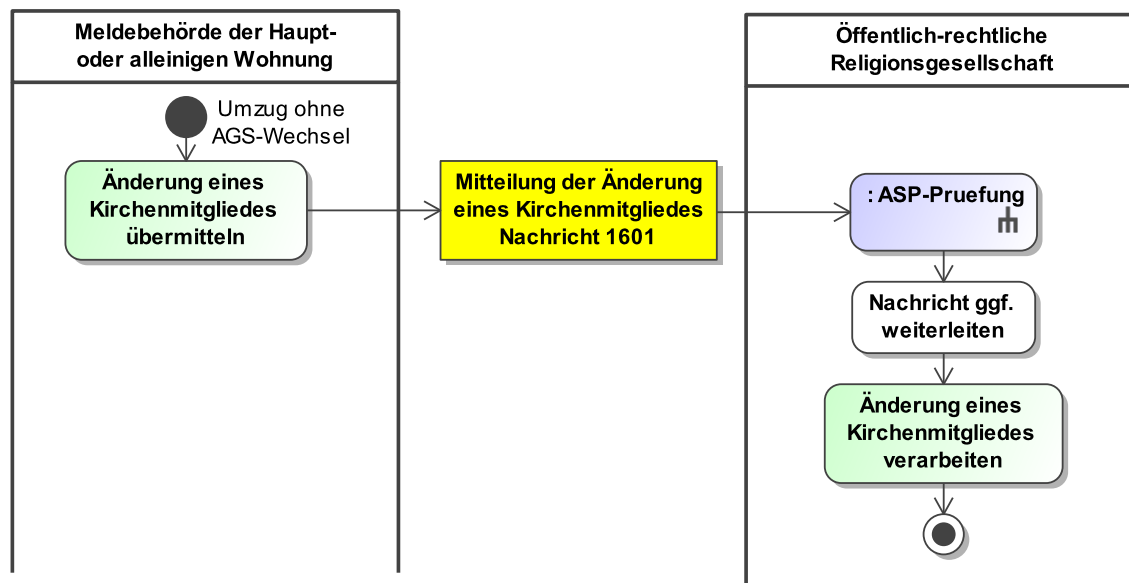 Meldebehörde der Haupt-
oder alleinigen Wohnung
Umzug ohne
AGS-Wechsel
Änderung eines
Kirchenmitgliedes
übermitteln
Mitteilung der Änderung
eines Kirchenmitgliedes
Nachricht 1601
Öffentlich-rechtliche
Religionsgesellschaft
: ASP-Pruefung
Nachricht ggf.
weiterleiten
Änderung eines
Kirchenmitgliedes
verarbeiten